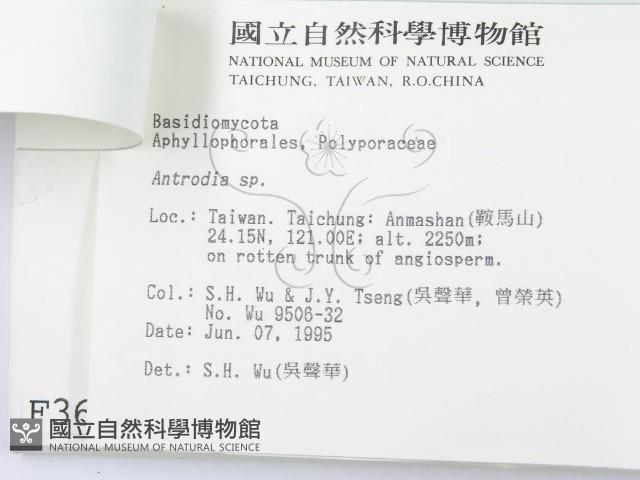 國立自然科學博物館
NATIONAL MUSEUM OF NATURAL SCIENCE
TAICHUNG, TAIWAN, R.O.CHINA
Basidiomycota
Aphyllophorales, Polyporaceae
Antrodia sp.
Loc.: Taiwan. Taichung: Anmashan(鞍馬山)
24.15N, 121.00E; alt. 2250m;
on rotten trunk of angiosperm.
Col.: S.H. Wu & J.Y. Tseng(吳聲華, 曾榮英)
No. Wu 9506-32
Date: Jun. 07, 1995
Det.: S.H. Wu(吳聲華)
F36
國立自然科學博物館
NATIONAL MUSEUM OF NATURAL SCIENCE